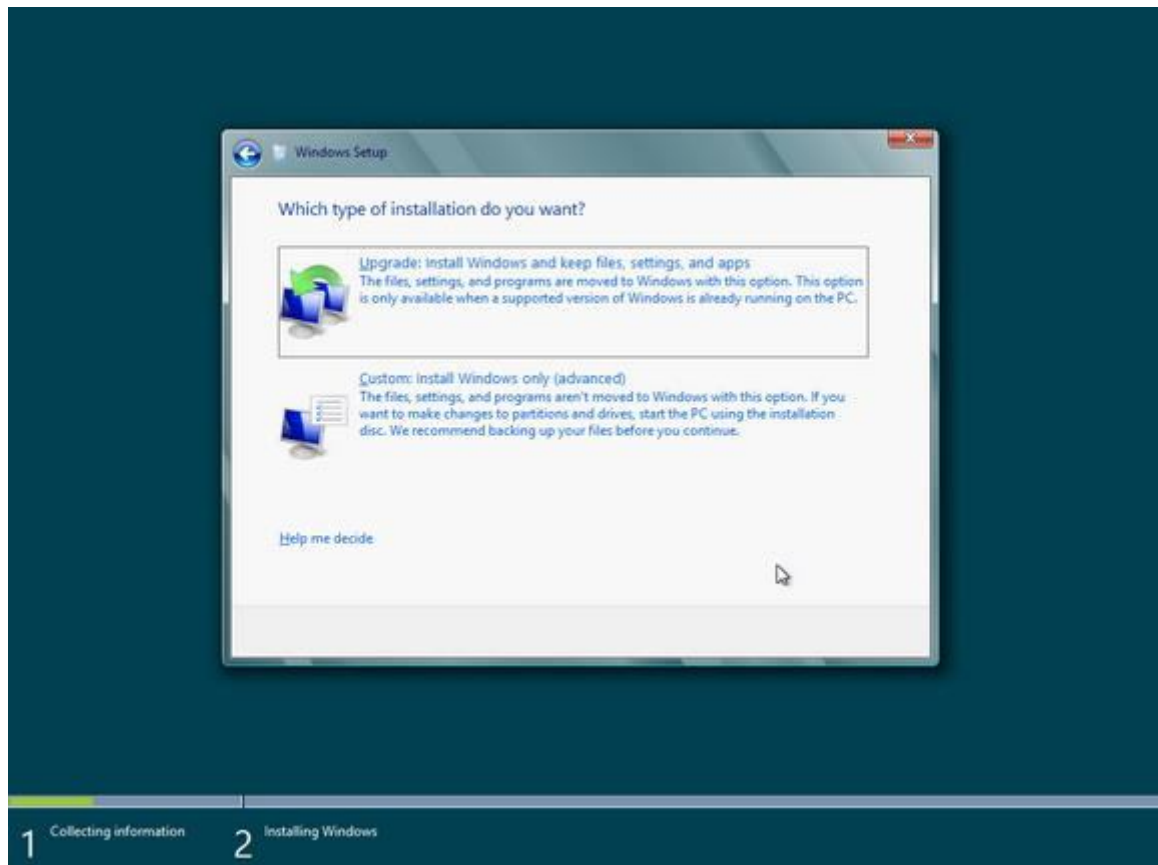 Windows Setup
Which type of installation do you want?
Upgrade: Install Windows and keep files, settings, and apps
The files, settings, and programs are moved to Windows with this option. This option
is only available when a supported version of Windows is already running on the PC.
Custom: Install Windows only (advanced)
The files, settings, and programs aren't moved to Windows with this option. If you
want to make changes to partitions and drives, start the PC using the installation
disc. We recommend backing up your files before you continue.
Help me decide
1 Collecting information 2 Installing Windows